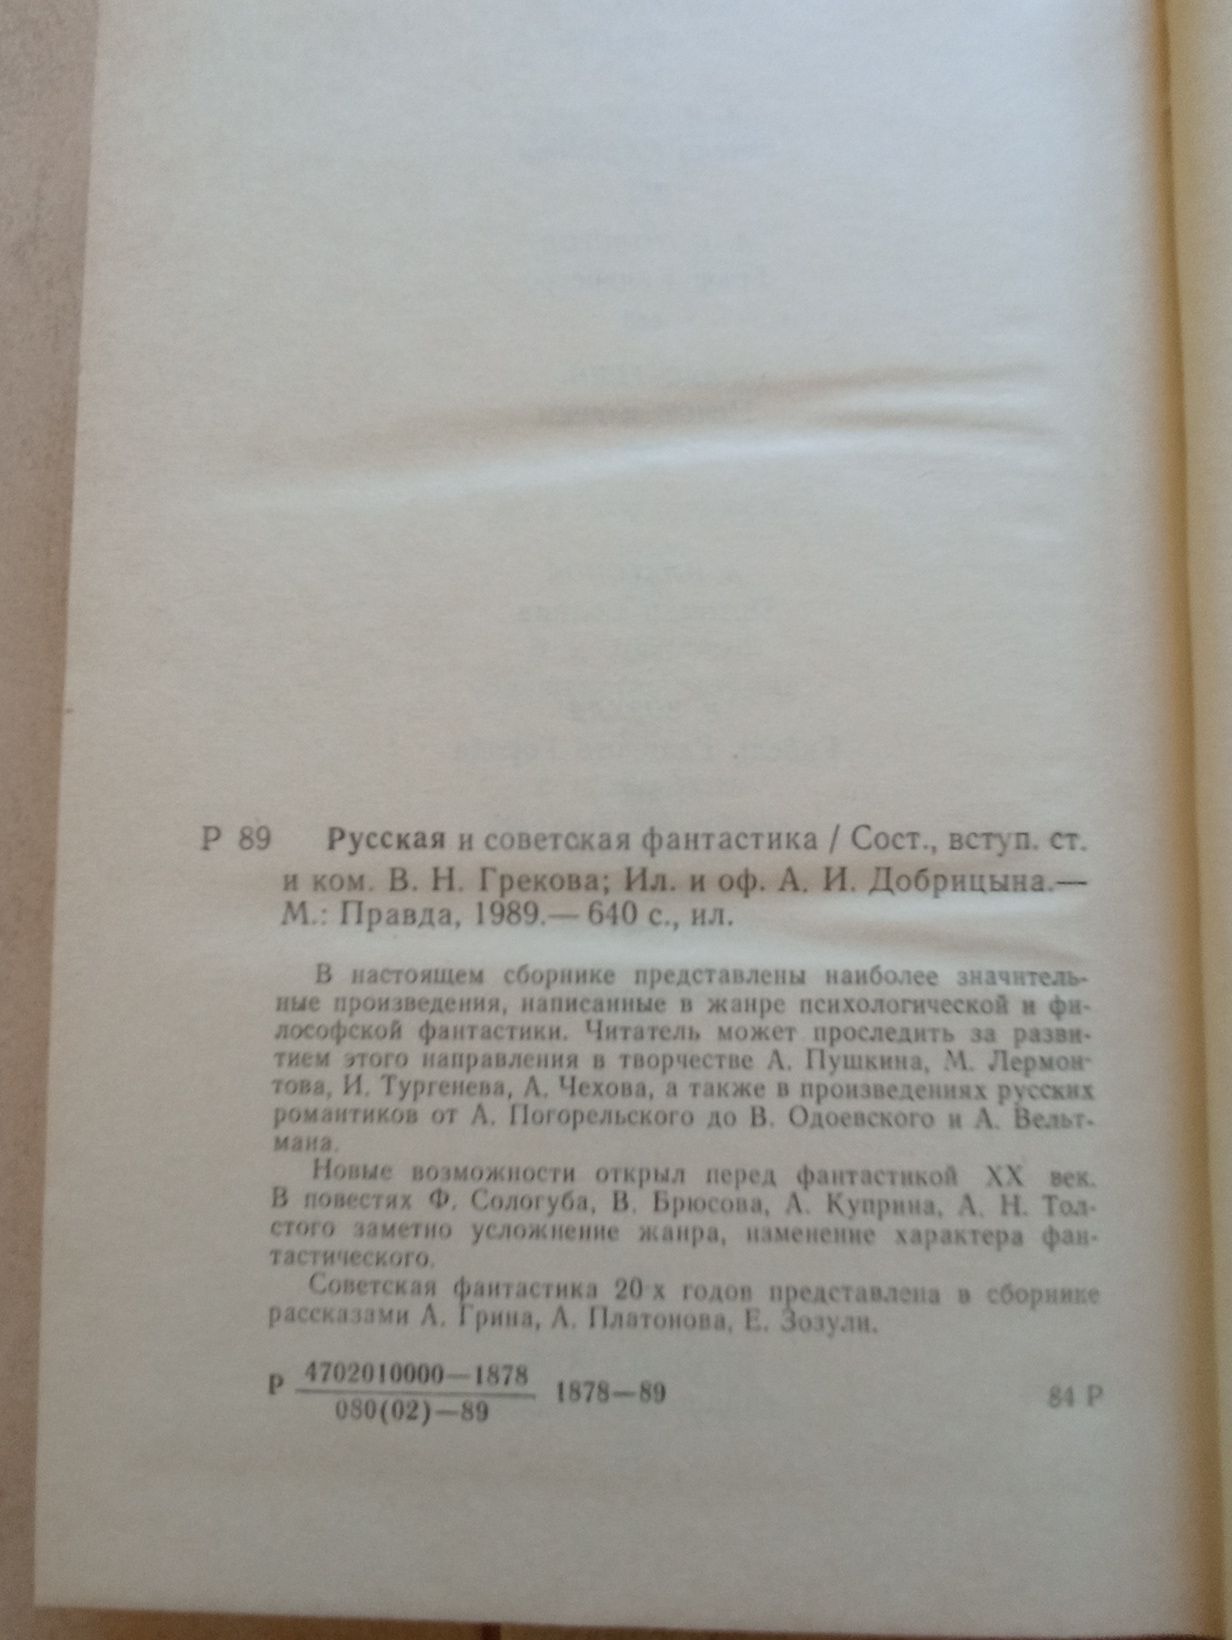 Р 89 Русская и советская фантастика / Сост., вступ. ст.
и ком. В. Н. Грекова; Ил. и оф. А. И. Добрицына.—
М.: Правда, 1989.— 640 с., ил.
В настоящем сборнике представлены наиболее значитель-
ные произведения, написанные в жанре психологической и фи-
лософской фантастики. Читатель может проследить за разви-
тием этого направления в творчестве А. Пушкина, М. Лермон-
това, И. Тургенева, А. Чехова, а также в произведениях русских
романтиков от А. Погорельского до В. Одоевского и А. Вельт-
мана.
Новые возможности открыл перед фантастикой XX век.
В повестях Ф. Сологуба, В. Брюсова, А. Куприна, А. Н. Тол-
стого заметно усложнение жанра, изменение характера фан-
тастического.
Советская фантастика 20-х годов представлена в сборнике
рассказами А. Грина, А. Платонова, Е. Зозули.
Р 4702010000—1878 1878—89 84 Р
080(02)—89